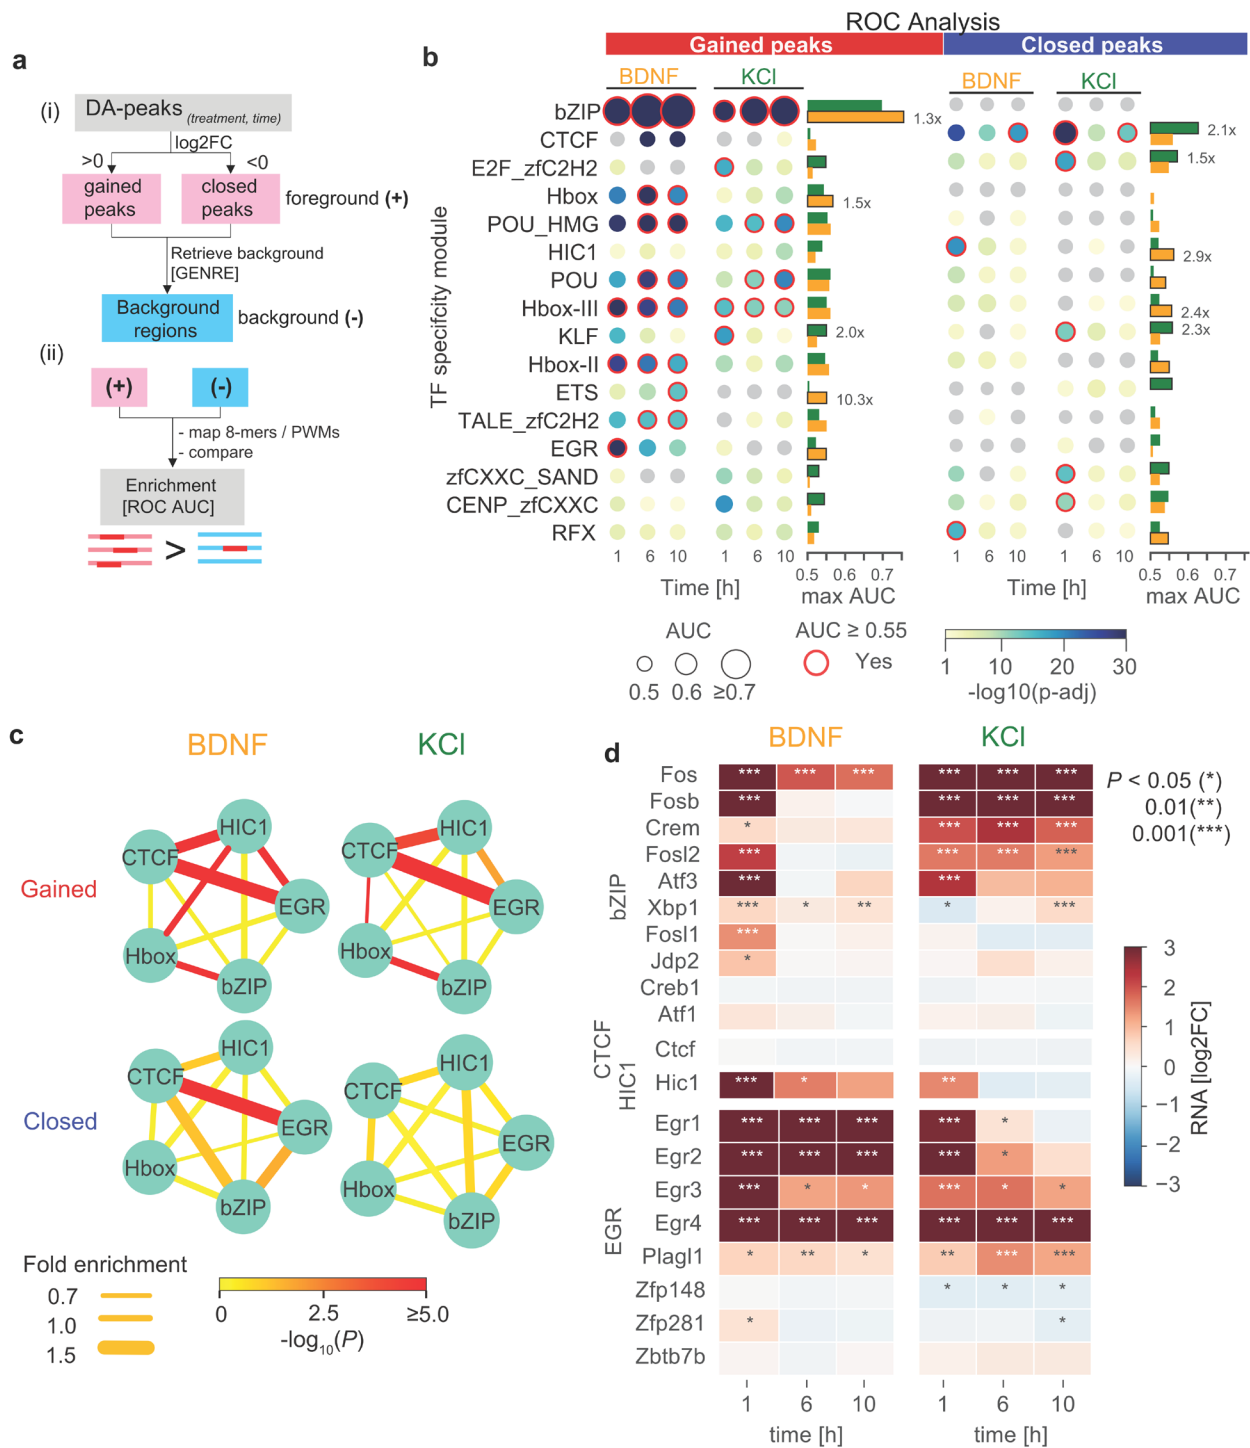 a
(i)
DA-peaks (treatment, time)
log2FC
>0
<0
gained
peaks
closed
peaks
foreground (+)
Retrieve background
[GENRE]
Background
regions
background (-)
(ii)
(+)
(-)
- map 8-mers / PWMs
- compare
Enrichment
[ROC AUC]
>
b
ROC Analysis
Gained peaks
Closed peaks
BDNF
KCl
BDNF
KCl
TF specifcity module
bZIP
1.3x
CTCF
2.1x
E2F_zfC2H2
1.5x
Hbox
1.5x
POU_HMG
HIC1
2.9x
POU
Hbox-III
2.4x
KLF
2.0x
2.3x
Hbox-II
ETS
10.3x
TALE_zfC2H2
EGR
zfCXXC_SAND
CENP_zfCXXC
RFX
1 6 10 1 6 10
0.5 0.6 0.7
1 6 10 1 6 10
0.5 0.6 0.7
Time [h]
max AUC
Time [h]
max AUC
AUC
0.5 0.6 ≥0.7
AUC ≥ 0.55
Yes
1 10 20 30
-log10(p-adj)
c
BDNF
KCl
Gained
HIC1
CTCF
EGR
Hbox
bZIP
HIC1
CTCF
EGR
Hbox
bZIP
Closed
HIC1
CTCF
EGR
Hbox
bZIP
HIC1
CTCF
EGR
Hbox
bZIP
Fold enrichment
0.7
1.0
1.5
0 2.5 ≥5.0
-log10(P)
d
BDNF
KCl
P < 0.05 (*)
0.01(**)
0.001(***)
bZIP
Fos *** *** *** *** *** ***
Fosb *** *** *** ***
Crem * *** *** ***
Fosl2 *** *** *** ***
Atf3 *** ***
Xbp1 *** * ** * ***
Fosl1 ***
Jdp2 *
Creb1
Atf1
CTCF
Ctcf
HIC1
Hic1 *** * **
EGR
Egr1 *** *** *** *** *
Egr2 *** *** *** *** *
Egr3 *** * * *** * *
Egr4 *** *** *** *** *** ***
Plagl1 * ** * ** *** ***
Zfp148 * * *
Zfp281 * *
Zbtb7b
1 6 10 1 6 10
time [h]
time [h]
3
2
1
0
−1
−2
−3
RNA [log2FC]